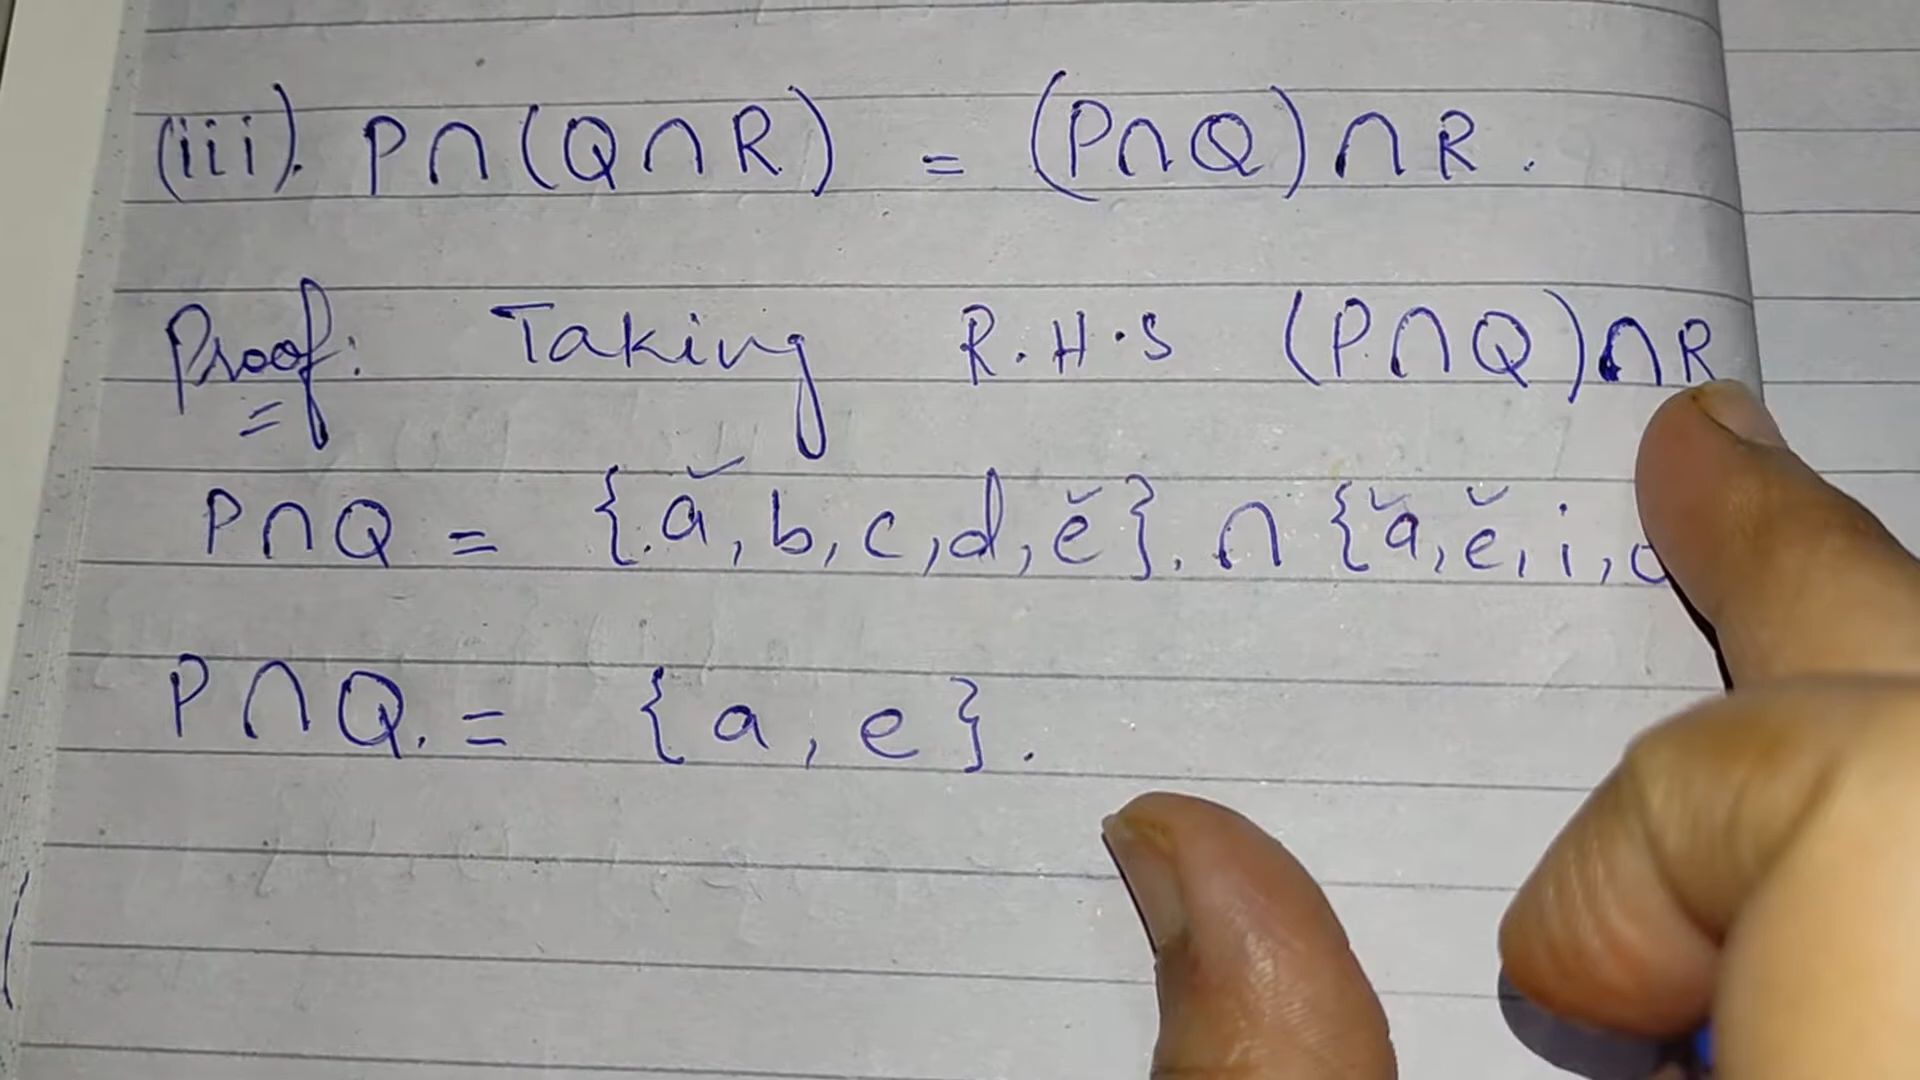 (iii). P∩(Q∩R) = (P∩Q)∩R.
Proof: Taking R.H.S (P∩Q)∩R
P∩Q = {a, b, c, d, e}. ∩ {a, e, i,
P∩Q. = {a, e}.